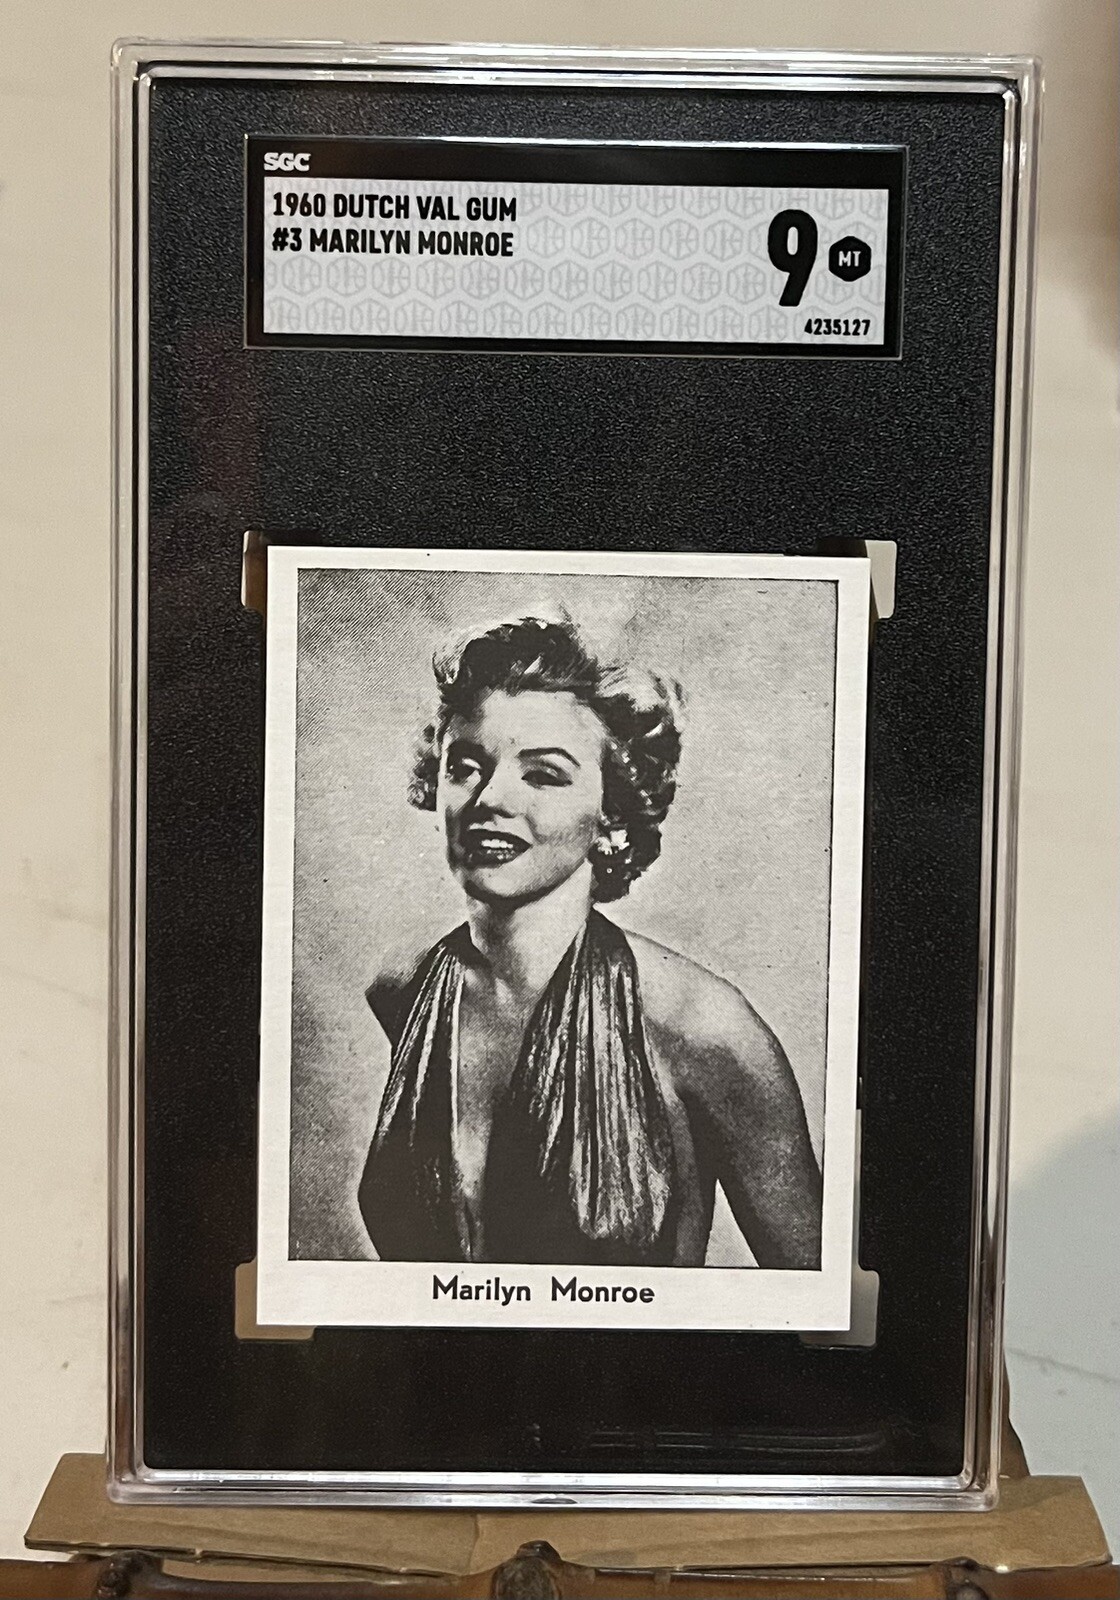 SGC
1960 DUTCH VAL GUM
#3 MARILYN MONROE
9 MT
4235127
Marilyn Monroe